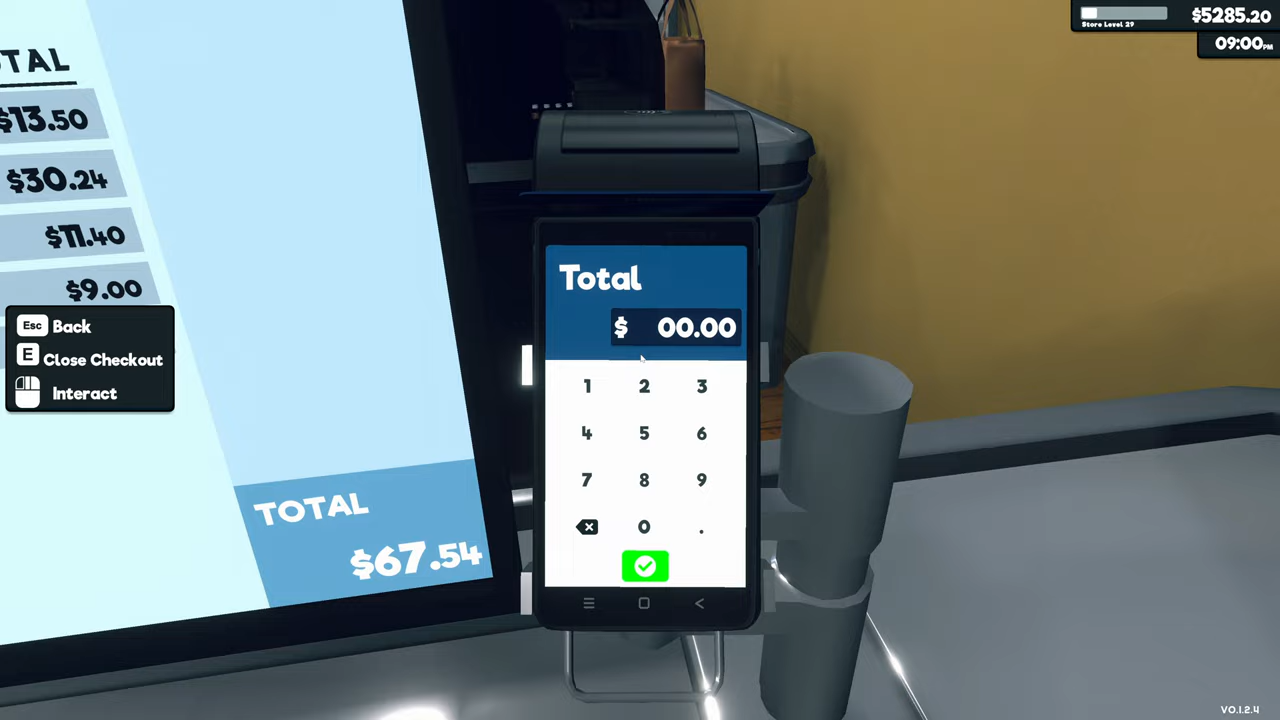 OTAL
$13.50
$30.24
$11.40
$9.00
Esc Back
E Close Checkout
Interact
TOTAL
$67.54
Total
$ 00.00
1 2 3
4 5 6
7 8 9
0 .
Store Level 29
$5285.20
09:00PM
V0.1.2.4